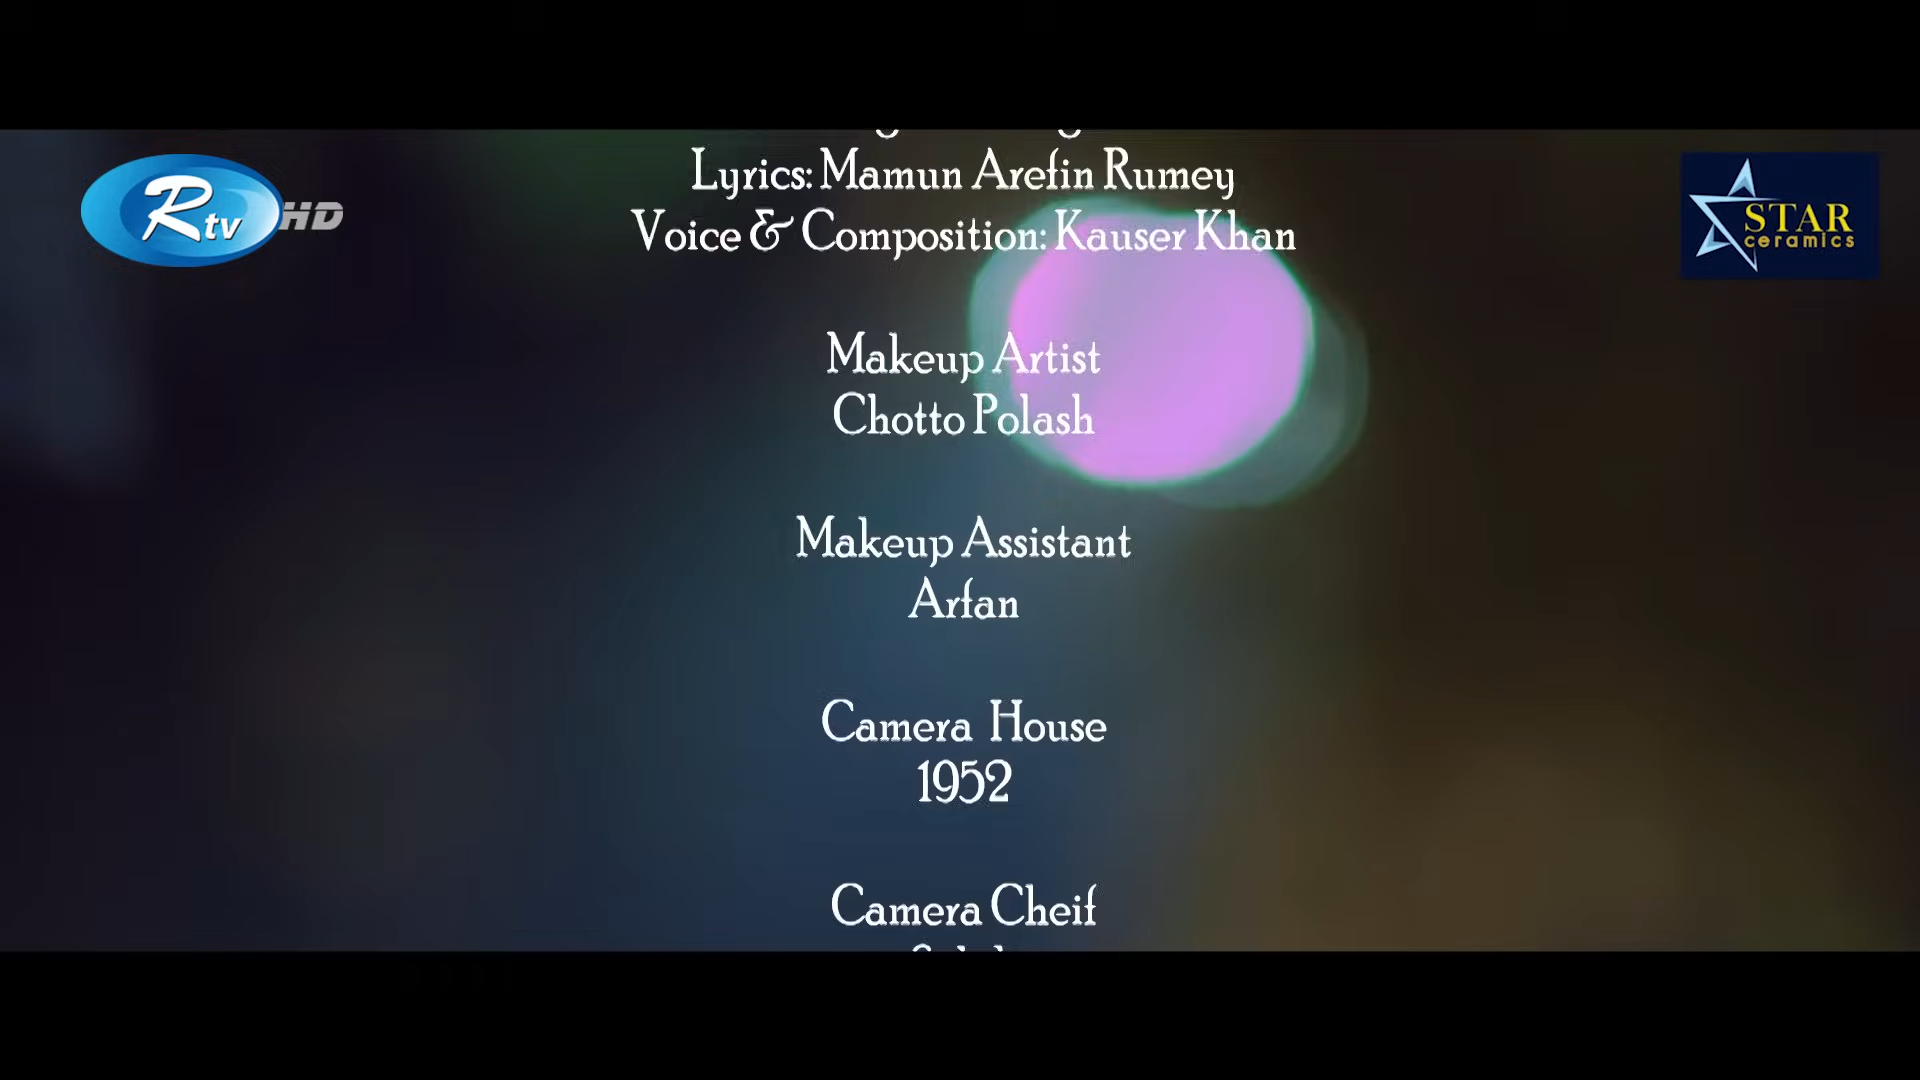 Lyrics: Mamun Arefin Rumey
Rtv HD
STAR
ceramics
Voice & Composition: Kauser Khan
Makeup Artist
Chotto Polash
Makeup Assistant
Arfan
Camera House
1952
Camera Cheif